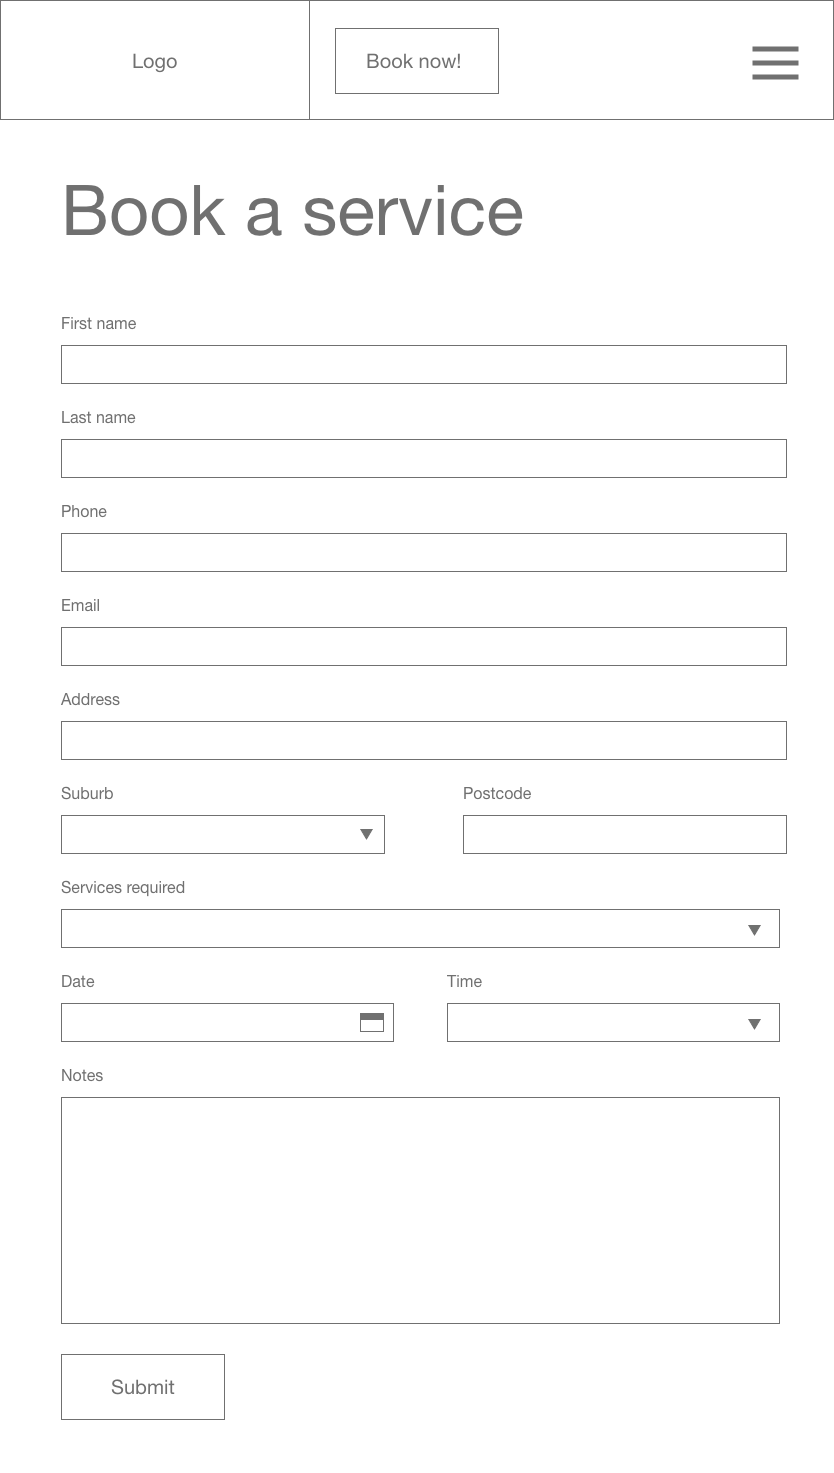 Logo
Book now!
Book a service
First name
Last name
Phone
Email
Address
Suburb
Postcode
Services required
Date
Time
Notes
Submit